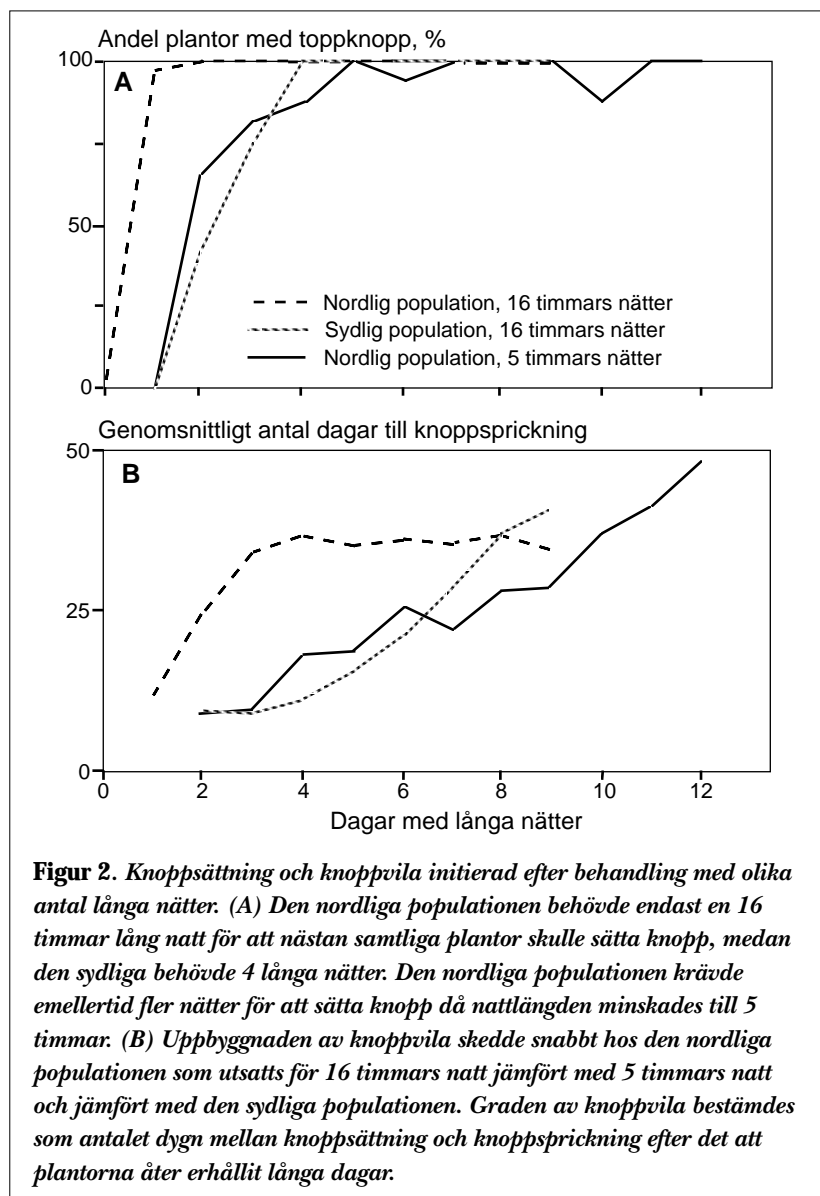 Andel plantor med toppknopp, %
100
A
50
Nordlig population, 16 timmars nätter
Sydlig population, 16 timmars nätter
Nordlig population, 5 timmars nätter
0
Genomsnittligt antal dagar till knoppsprickning
50
B
25
0
0 2 4 6 8 10 12
Dagar med långa nätter
Figur 2. Knoppsättning och knoppvila initierad efter behandling med olika
antal långa nätter. (A) Den nordliga populationen behövde endast en 16
timmar lång natt för att nästan samtliga plantor skulle sätta knopp, medan
den sydliga behövde 4 långa nätter. Den nordliga populationen krävde
emellertid fler nätter för att sätta knopp då nattlängden minskades till 5
timmar. (B) Uppbyggnaden av knoppvila skedde snabbt hos den nordliga
populationen som utsatts för 16 timmars natt jämfört med 5 timmars natt
och jämfört med den sydliga populationen. Graden av knoppvila bestämdes
som antalet dygn mellan knoppsättning och knoppsprickning efter det att
plantorna åter erhållit långa dagar.